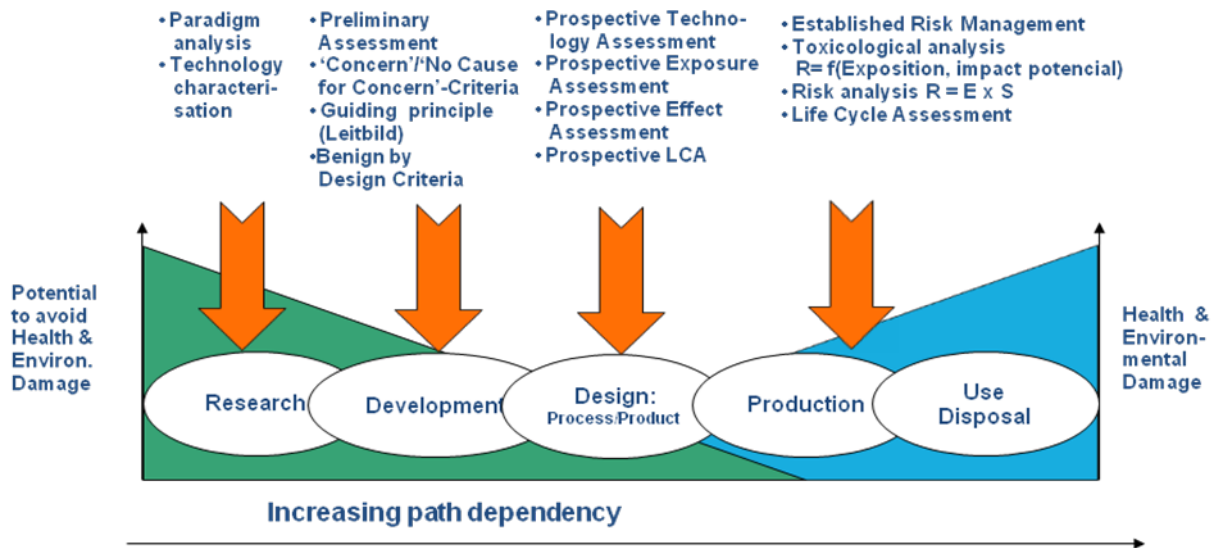 • Paradigm
analysis
• Technology
characteri-
sation
• Preliminary
Assessment
• ‘Concern’/‘No Cause
for Concern’-Criteria
• Guiding principle
(Leitbild)
•Benign by
Design Criteria
• Prospective Techno-
logy Assessment
• Prospective Exposure
Assessment
• Prospective Effect
Assessment
• Prospective LCA
• Established Risk Management
• Toxicological analysis
R= f(Exposition, impact potencial)
• Risk analysis R = E x S
• Life Cycle Assessment
Potential
to avoid
Health &
Environ.
Damage
Research
Development
Design:
Process/Product
Production
Use
Disposal
Health &
Environ-
mental
Damage
Increasing path dependency